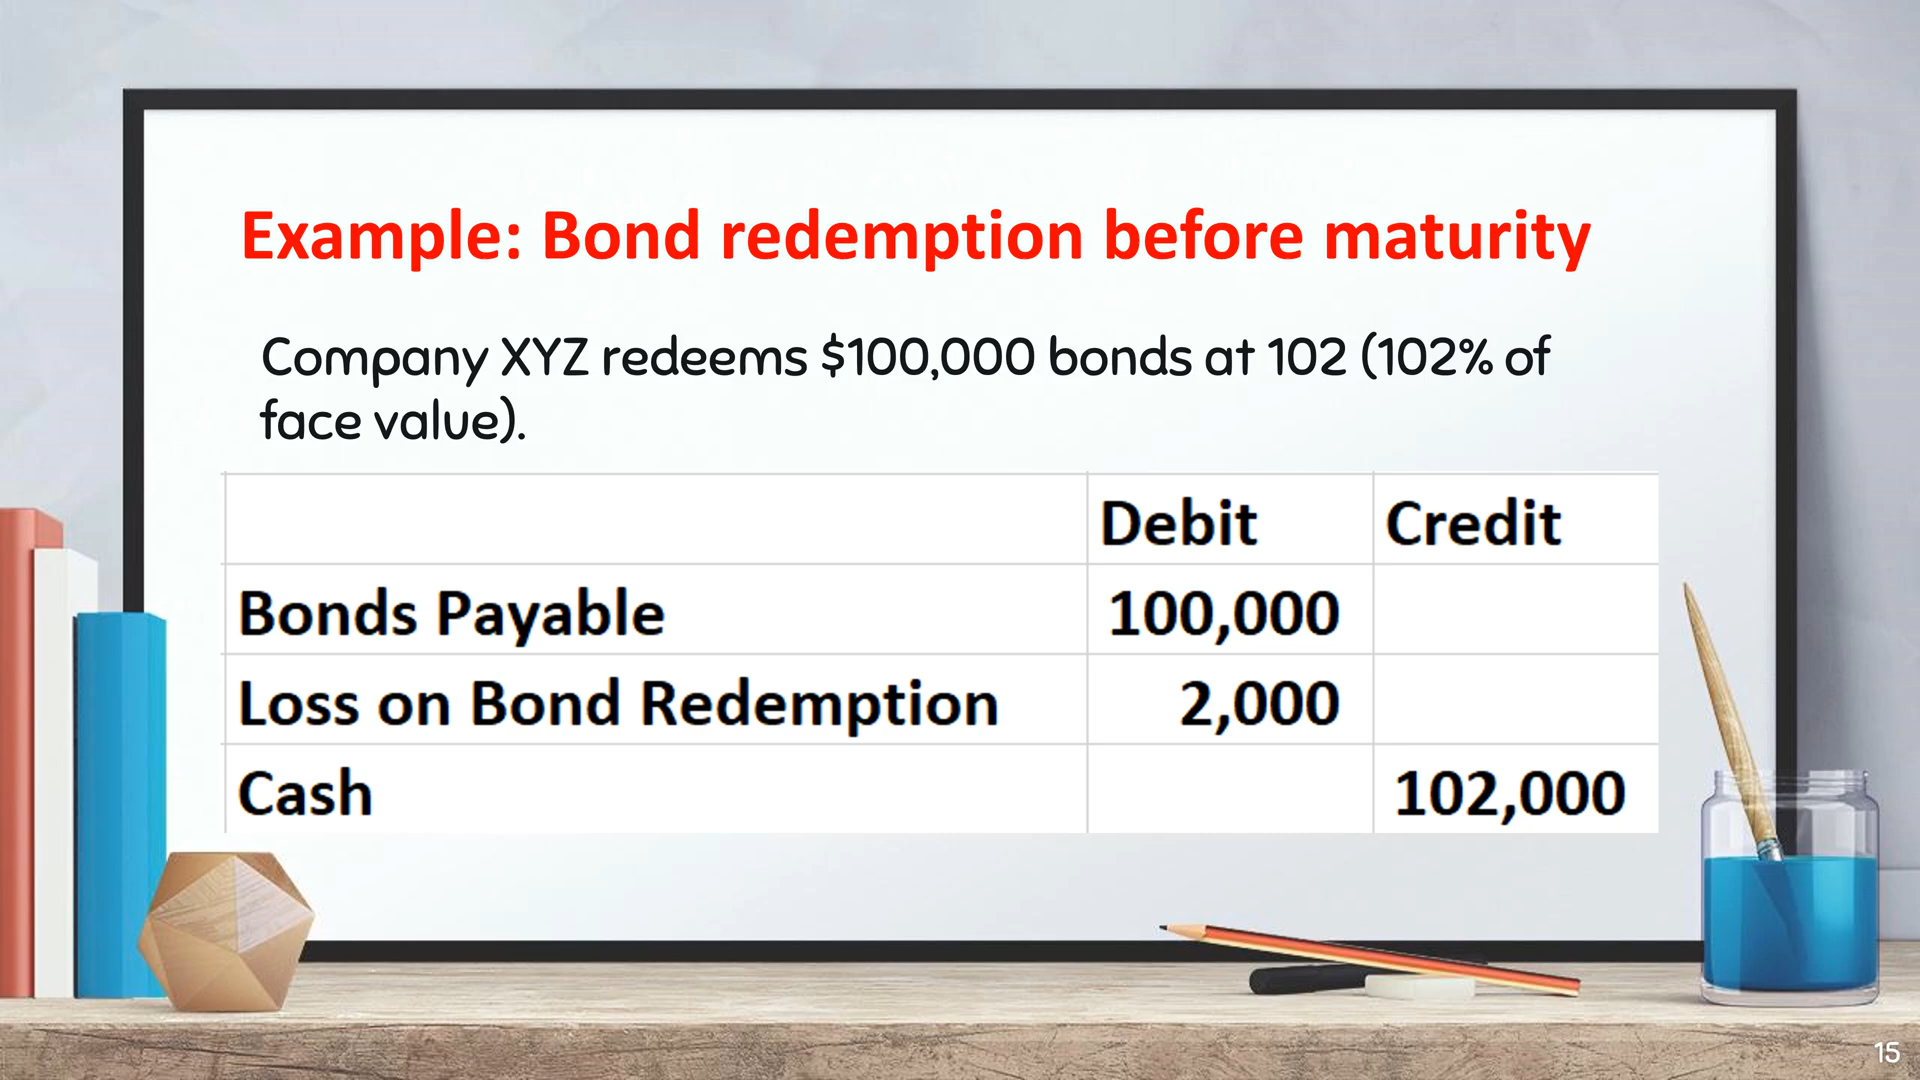 Example: Bond redemption before maturity
Company XYZ redeems $100,000 bonds at 102 (102% of
face value).
Debit Credit
Bonds Payable 100,000
Loss on Bond Redemption 2,000
Cash 102,000
15